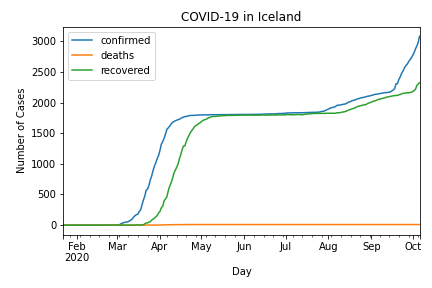 COVID-19 in Iceland
confirmed
deaths
recovered
Number of Cases
3000
2500
2000
1500
1000
500
0
Feb Mar Apr May Jun Jul Aug Sep Oct
2020
Day